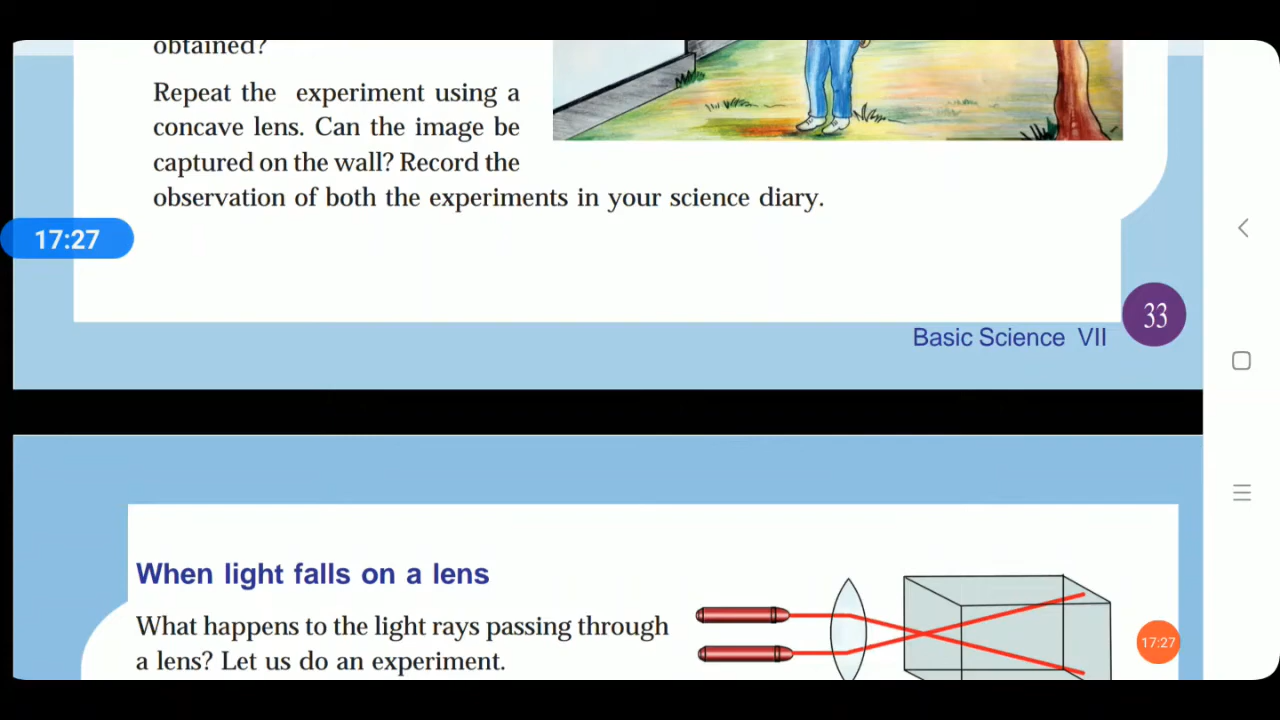 obtained?
Repeat the experiment using a
concave lens. Can the image be
captured on the wall? Record the
observation of both the experiments in your science diary.
17:27
33
Basic Science VII
When light falls on a lens
What happens to the light rays passing through
a lens? Let us do an experiment.
17:27